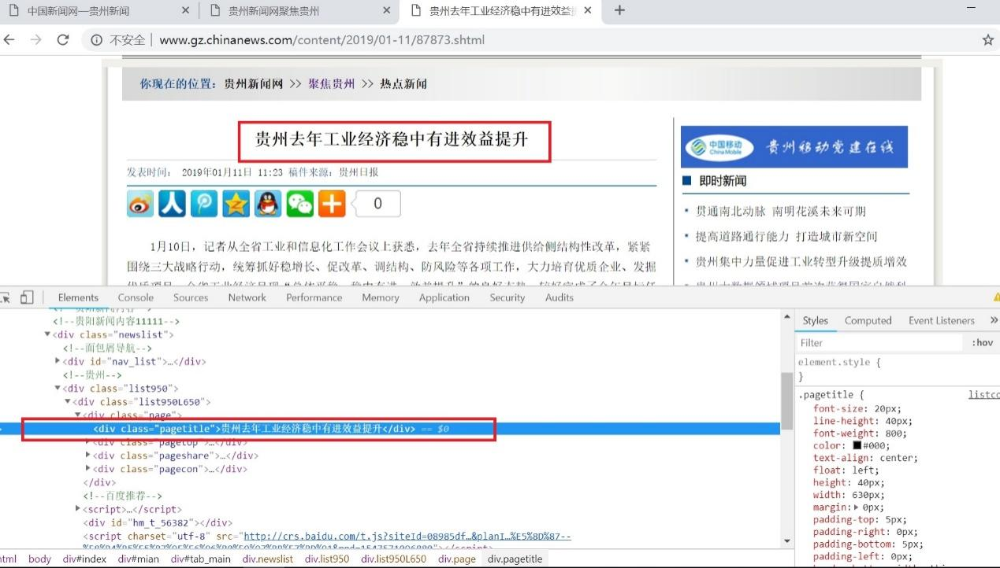 中国新闻网—贵州新闻
贵州新闻网聚焦贵州
贵州去年工业经济稳中有进效益
不安全 | www.gz.chinanews.com/content/2019/01-11/87873.shtml
你现在的位置: 贵州新闻网 >> 聚焦贵州 >> 热点新闻
贵州去年工业经济稳中有进效益提升
发表时间: 2019年01月11日 11:23 稿件来源: 贵州日报
0
1月10日，记者从全省工业和信息化工作会议上获悉，去年全省持续推进供给侧结构性改革，紧紧
围绕三大战略行动，统筹抓好稳增长、促改革、调结构、防风险等各项工作，大力培育优质企业、发掘
中国移动
China Mobile
贵州移动党建在线
即时新闻
贯通南北动脉 南明花溪未来可期
提高道路通行能力 打造城市新空间
贵州集中力量促进工业转型升级提质增效
Elements Console Sources Network Performance Memory Application Security Audits
<!--贵阳新闻内容11111-->
<div class="newslist">
<!--面包屑导航-->
<div id="nav_list">…</div>
<!--贵州-->
<div class="list950">
<div class="list950L650">
<div class="page">
<div class="pagetitle">贵州去年工业经济稳中有进效益提升</div> == $0
<div class="pagetop">…</div>
<div class="pageshare">…</div>
<div class="pagecon">…</div>
</div>
<!--百度推荐-->
<script>…</script>
<div id="hm_t_56382"></div>
<script charset="utf-8" src="http://crs.baidu.com/t.js?siteId=08985df…&planI…%E5%8D%87--
html body div#index div#mian div#tab_main div.newslist div.list950 div.list950L650 div.page div.pagetitle
Styles Computed Event Listeners »
Filter :hov
element.style {
}
.pagetitle { listco
font-size: 20px;
line-height: 40px;
font-weight: 800;
color: #000;
text-align: center;
float: left;
height: 40px;
width: 630px;
margin: 0px;
padding-top: 5px;
padding-right: 0px;
padding-bottom: 5px;
padding-left: 0px;